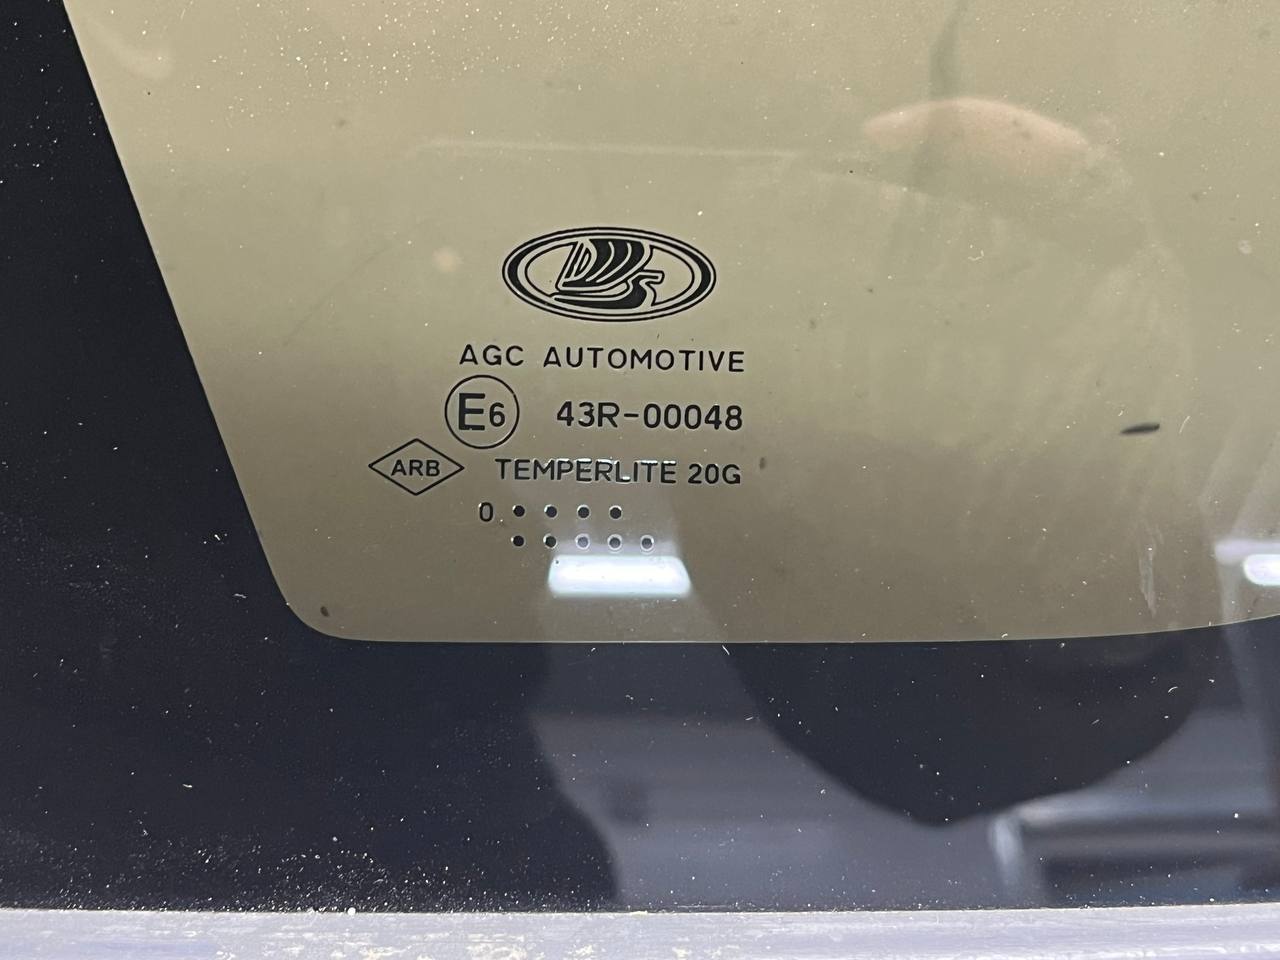 AGC AUTOMOTIVE
E6 43R-00048
ARB TEMPERLITE 20G
0 • • • •
• • • • •